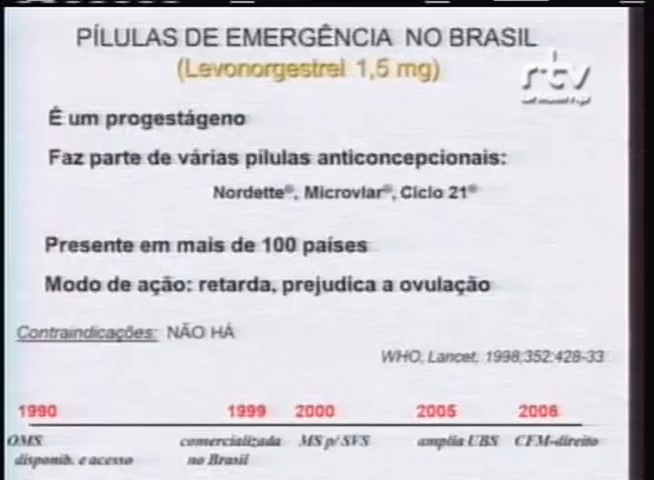 PÍLULAS DE EMERGÊNCIA NO BRASIL
(Levonorgestrel 1,5 mg)
rtv
É um progestágeno
Faz parte de várias pílulas anticoncepcionais:
Nordette®, Microvlar®, Ciclo 21®
Presente em mais de 100 países
Modo de ação: retarda, prejudica a ovulação
Contraindicações: NÃO HÁ
WHO, Lancet, 1998;352:428-33
1990 1999 2000 2005 2006
OMS comercializada MS p/ SVS amplia UBS CFM-direito
disponib. e acesso no Brasil